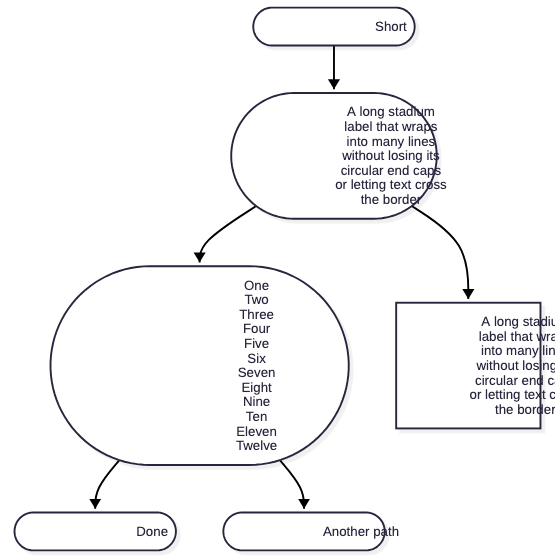 Short
A long stadium
label that wraps
into many lines
without losing its
circular end caps
or letting text cross
the border
One
Two
Three
Four
Five
Six
Seven
Eight
Nine
Ten
Eleven
Twelve
A long
label that
into many
without losing
circular end
or letting text
the border
Done
Another path